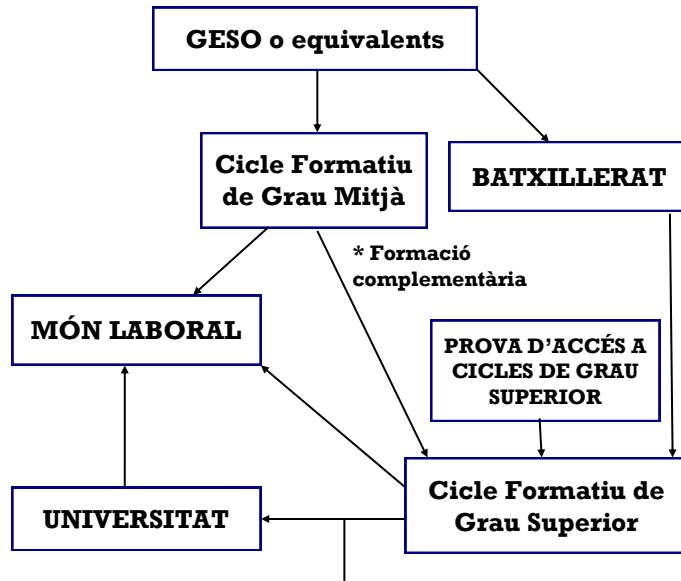 GESO o equivalents
Cicle Formatiu
de Grau Mitjà
BATXILLERAT
* Formació
complementària
MÓN LABORAL
PROVA D’ACCÉS A
CICLES DE GRAU
SUPERIOR
Cicle Formatiu de
Grau Superior
UNIVERSITAT